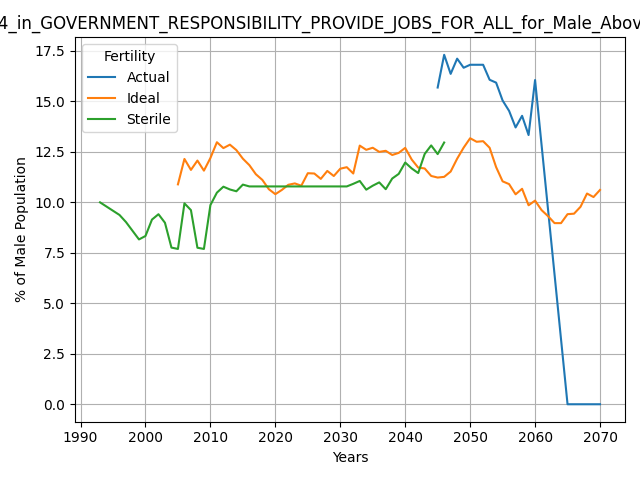 4_in_GOVERNMENT_RESPONSIBILITY_PROVIDE_JOBS_FOR_ALL_for_Male_Abov
17.5
15.0
12.5
10.0
7.5
5.0
2.5
0.0
% of Male Population
Fertility
Actual
Ideal
Sterile
1990 2000 2010 2020 2030 2040 2050 2060 2070
Years